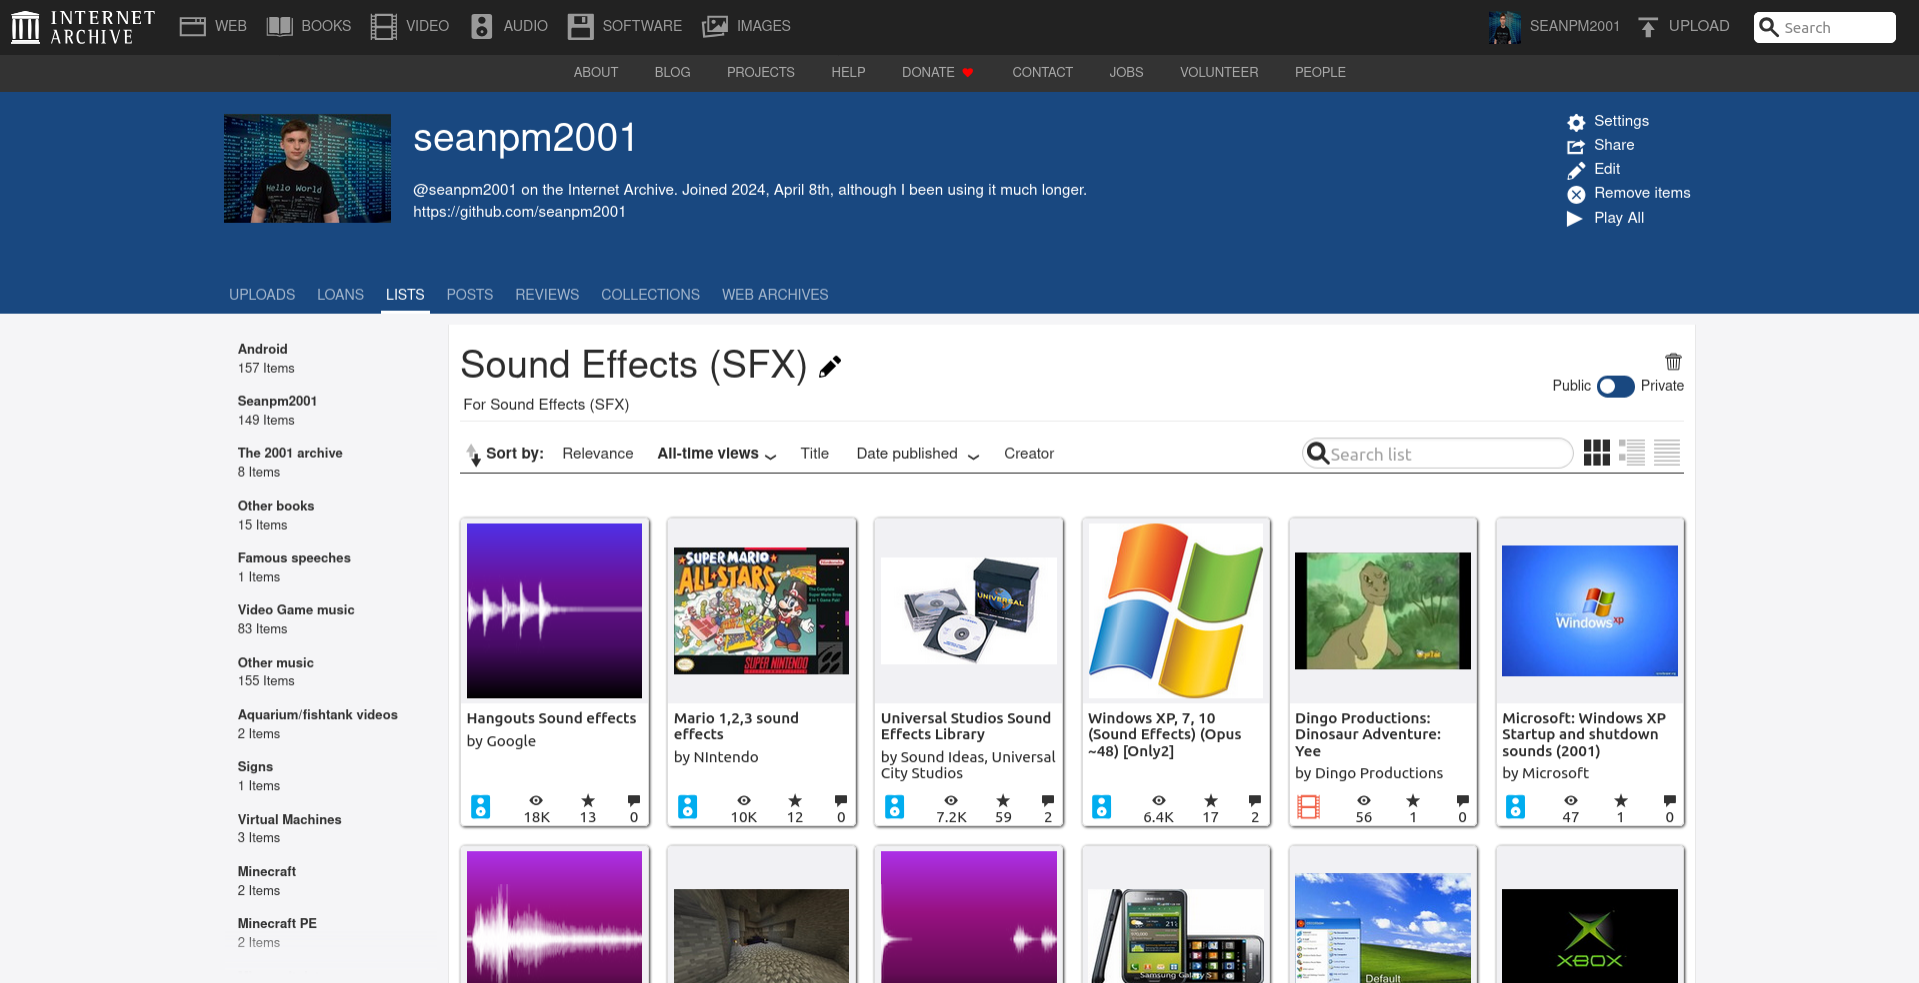 INTERNET ARCHIVE
WEB BOOKS VIDEO AUDIO SOFTWARE IMAGES SEANPM2001 UPLOAD Search
ABOUT BLOG PROJECTS HELP DONATE CONTACT JOBS VOLUNTEER PEOPLE
Hello World
seanpm2001
@seanpm2001 on the Internet Archive. Joined 2024, April 8th, although I been using it much longer.
https://github.com/seanpm2001
Settings
Share
Edit
Remove items
Play All
UPLOADS LOANS LISTS POSTS REVIEWS COLLECTIONS WEB ARCHIVES
Android
157 Items
Seanpm2001
149 Items
The 2001 archive
8 Items
Other books
15 Items
Famous speeches
1 Items
Video Game music
83 Items
Other music
155 Items
Aquarium/fishtank videos
2 Items
Signs
1 Items
Virtual Machines
3 Items
Minecraft
2 Items
Minecraft PE
2 Items
Sound Effects (SFX)
For Sound Effects (SFX)
Public Private
Sort by: Relevance All-time views Title Date published Creator
Search list
Hangouts Sound effects
by Google
18K 13 0
SUPER MARIO
ALL-STARS
Nintendo
SUPER NINTENDO
Mario 1,2,3 sound
effects
by NIntendo
10K 12 0
UNIVERSAL
Universal Studios Sound
Effects Library
by Sound Ideas, Universal
City Studios
7.2K 59 2
Windows XP, 7, 10
(Sound Effects) (Opus
~48) [Only2]
6.4K 17 2
Dingo Productions:
Dinosaur Adventure:
Yee
by Dingo Productions
56 1 0
Microsoft
Windows xp
Microsoft: Windows XP
Startup and shutdown
sounds (2001)
by Microsoft
47 1 0
Samsung Galaxy S
Default
XBOX